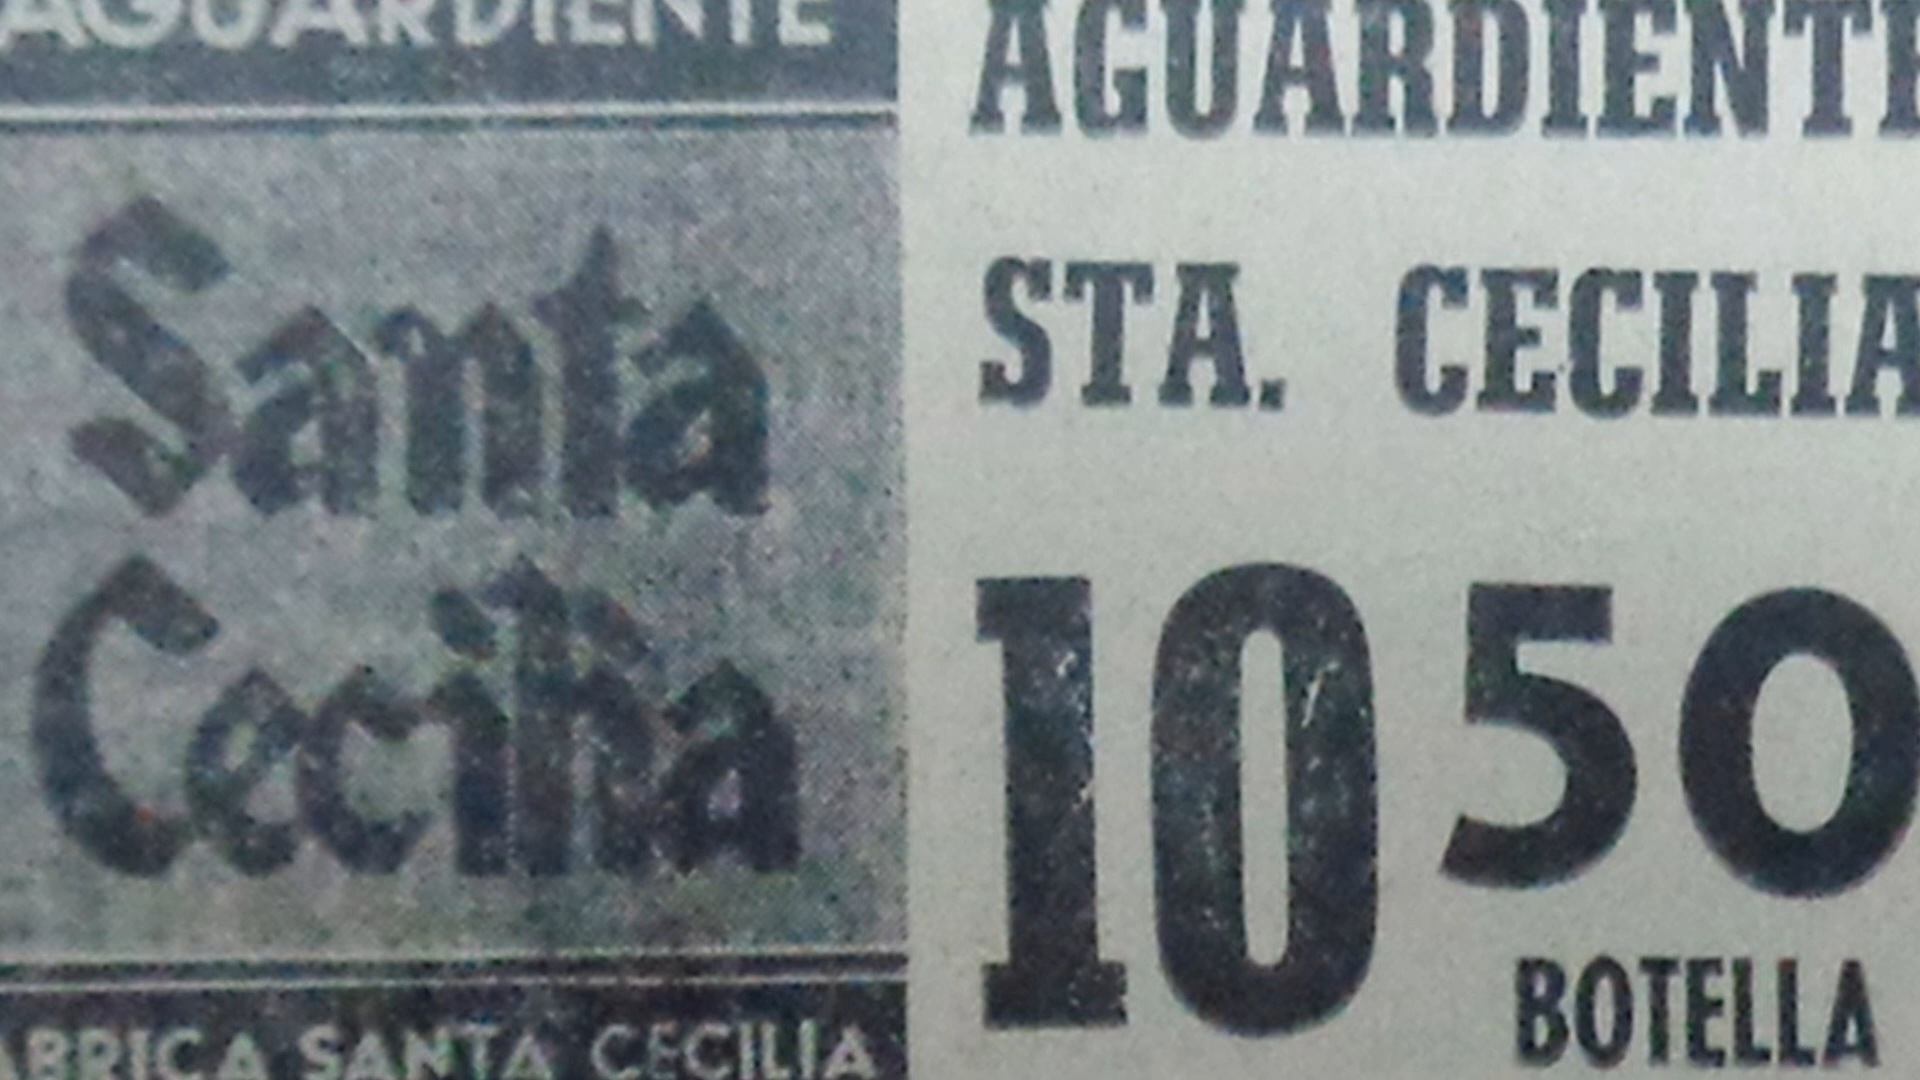 AGUARDIENTE
Santa
Cecilia
ABRICA SANTA CECILIA
AGUARDIENTE
STA. CECILIA
10 50
BOTELLA